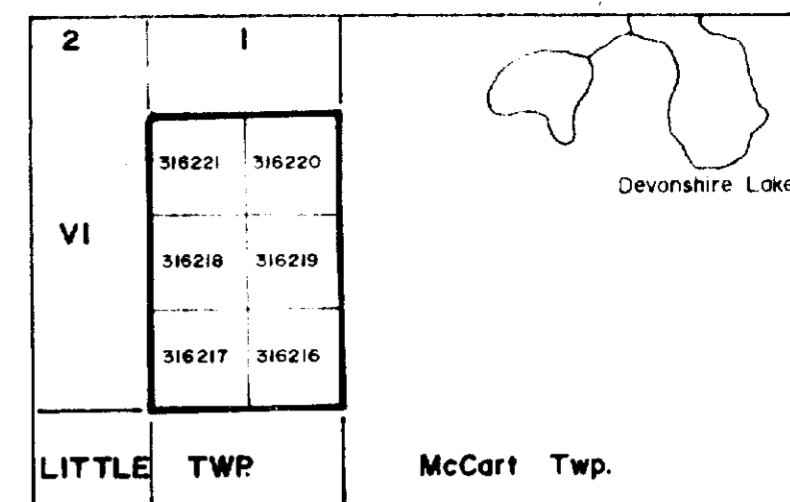 2 I
316221 316220
Devonshire Lake
VI
316218 316219
316217 316216
LITTLE TWP. McCart Twp.